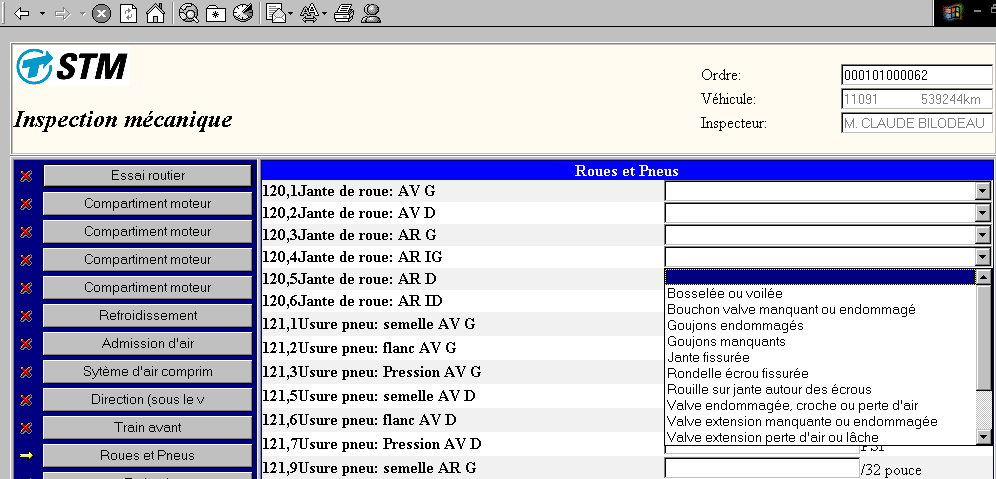 STM
Inspection mécanique
Ordre: 000101000062
Véhicule: 11091 539244km
Inspecteur: M. CLAUDE BILODEAU
Roues et Pneus
Essai routier
Compartiment moteur
Compartiment moteur
Compartiment moteur
Compartiment moteur
Refroidissement
Admission d'air
Sytème d'air comprim
Direction (sous le v
Train avant
Roues et Pneus
120,1Jante de roue: AV G
120,2Jante de roue: AV D
120,3Jante de roue: AR G
120,4Jante de roue: AR IG
120,5Jante de roue: AR D
120,6Jante de roue: AR ID
121,1Usure pneu: semelle AV G
121,2Usure pneu: flanc AV G
121,3Usure pneu: Pression AV G
121,5Usure pneu: semelle AV D
121,6Usure pneu: flanc AV D
121,7Usure pneu: Pression AV D
121,9Usure pneu: semelle AR G
Bosselée ou voilée
Bouchon valve manquant ou endommagé
Goujons endommagés
Goujons manquants
Jante fissurée
Rondelle écrou fissurée
Rouille sur jante autour des écrous
Valve endommagée, croche ou perte d'air
Valve extension manquante ou endommagée
Valve extension perte d'air ou lâche
PSI
/32 pouce